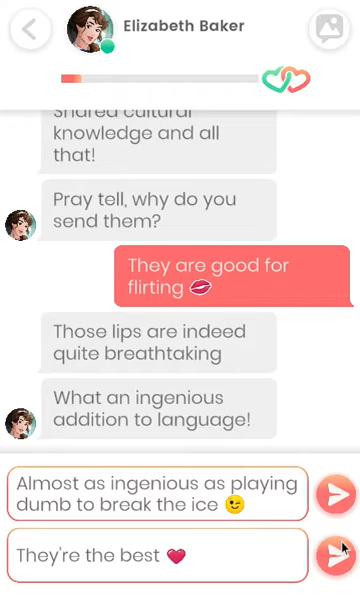 Elizabeth Baker
Shared cultural
knowledge and all
that!
Pray tell, why do you
send them?
They are good for
flirting 💋
Those lips are indeed
quite breathtaking
What an ingenious
addition to language!
Almost as ingenious as playing
dumb to break the ice 😉
They're the best ❤️